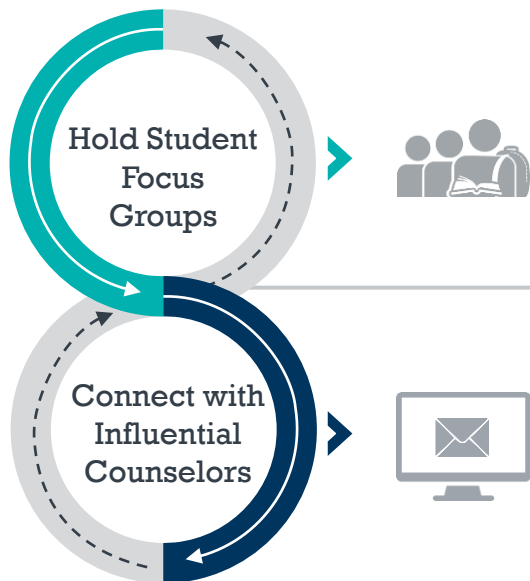 Hold Student
Focus
Groups
Connect with
Influential
Counselors